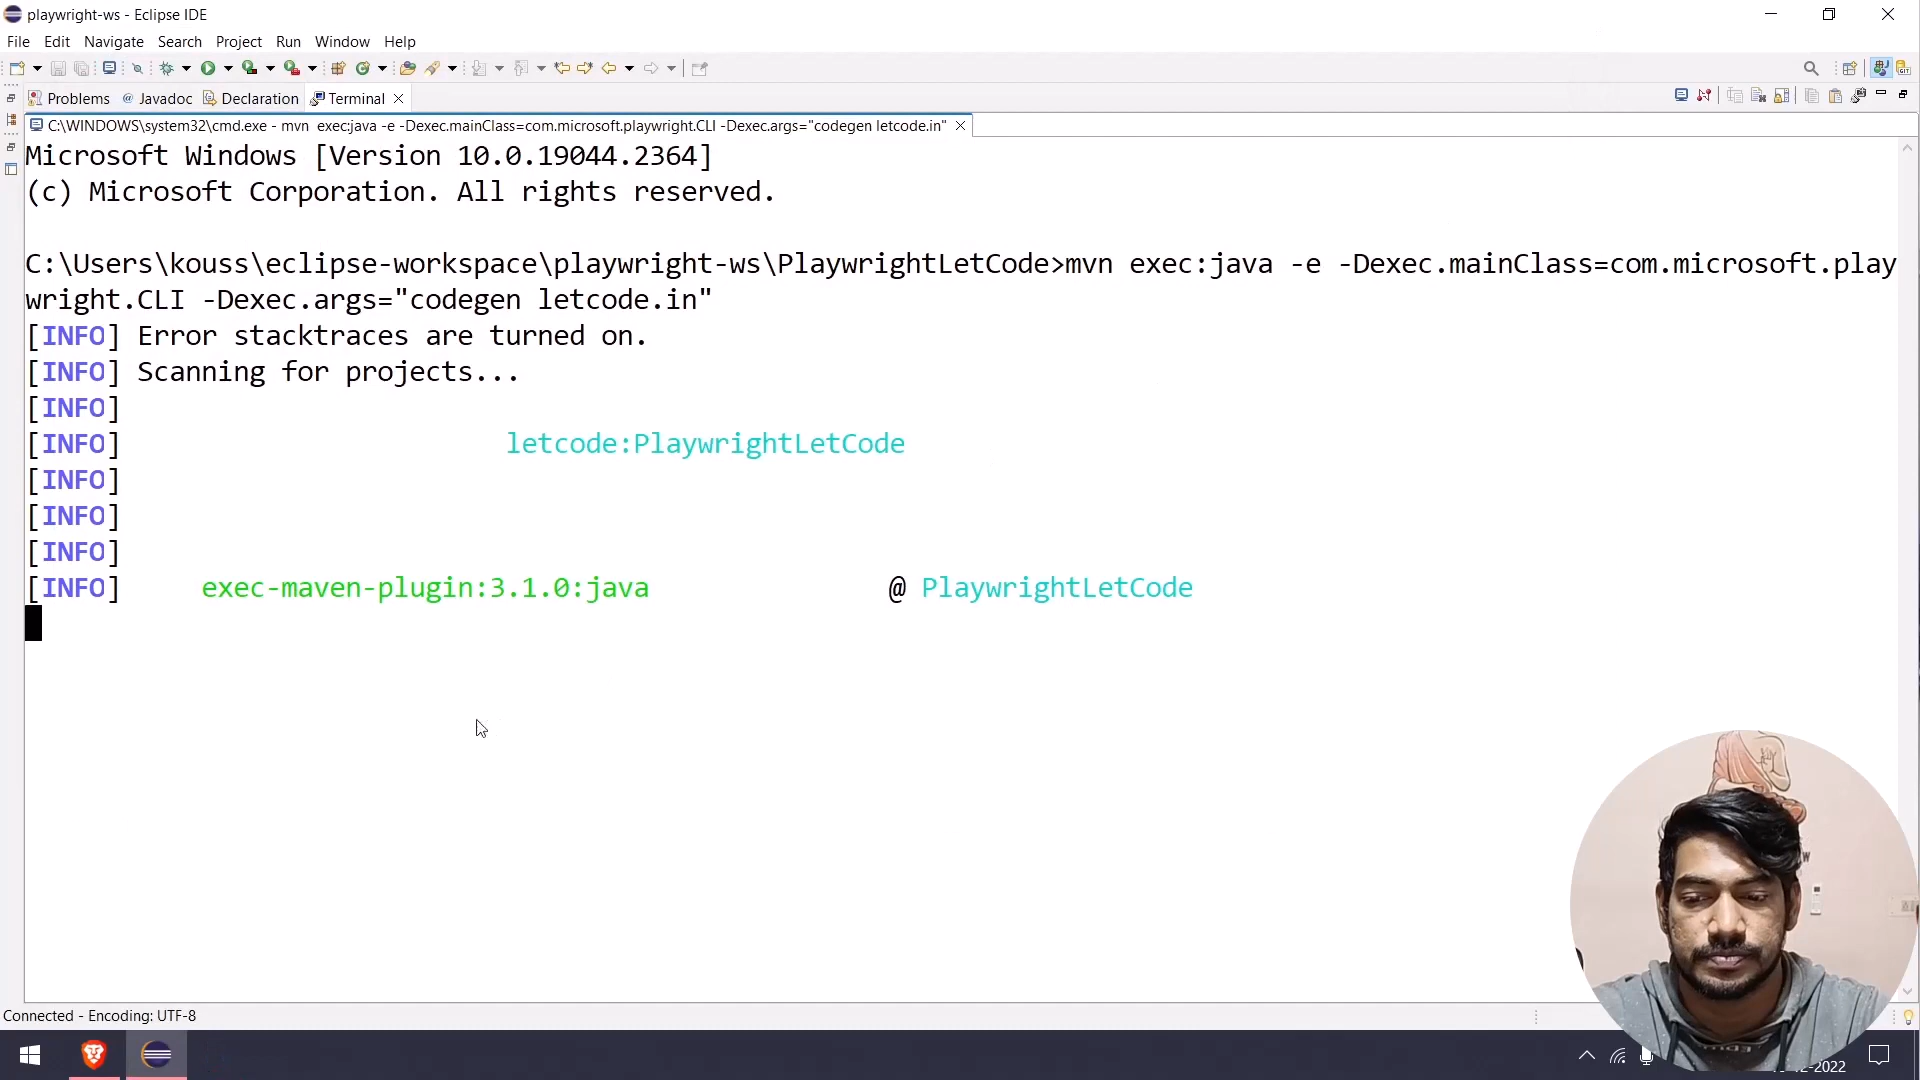 playwright-ws - Eclipse IDE
File Edit Navigate Search Project Run Window Help
Problems @ Javadoc Declaration Terminal
C:\WINDOWS\system32\cmd.exe - mvn exec:java -e -Dexec.mainClass=com.microsoft.playwright.CLI -Dexec.args="codegen letcode.in"
Microsoft Windows [Version 10.0.19044.2364]
(c) Microsoft Corporation. All rights reserved.
C:\Users\kouss\eclipse-workspace\playwright-ws\PlaywrightLetCode>mvn exec:java -e -Dexec.mainClass=com.microsoft.play
wright.CLI -Dexec.args="codegen letcode.in"
[INFO] Error stacktraces are turned on.
[INFO] Scanning for projects...
[INFO]
[INFO] letcode:PlaywrightLetCode
[INFO]
[INFO]
[INFO]
[INFO] exec-maven-plugin:3.1.0:java @ PlaywrightLetCode
Connected - Encoding: UTF-8